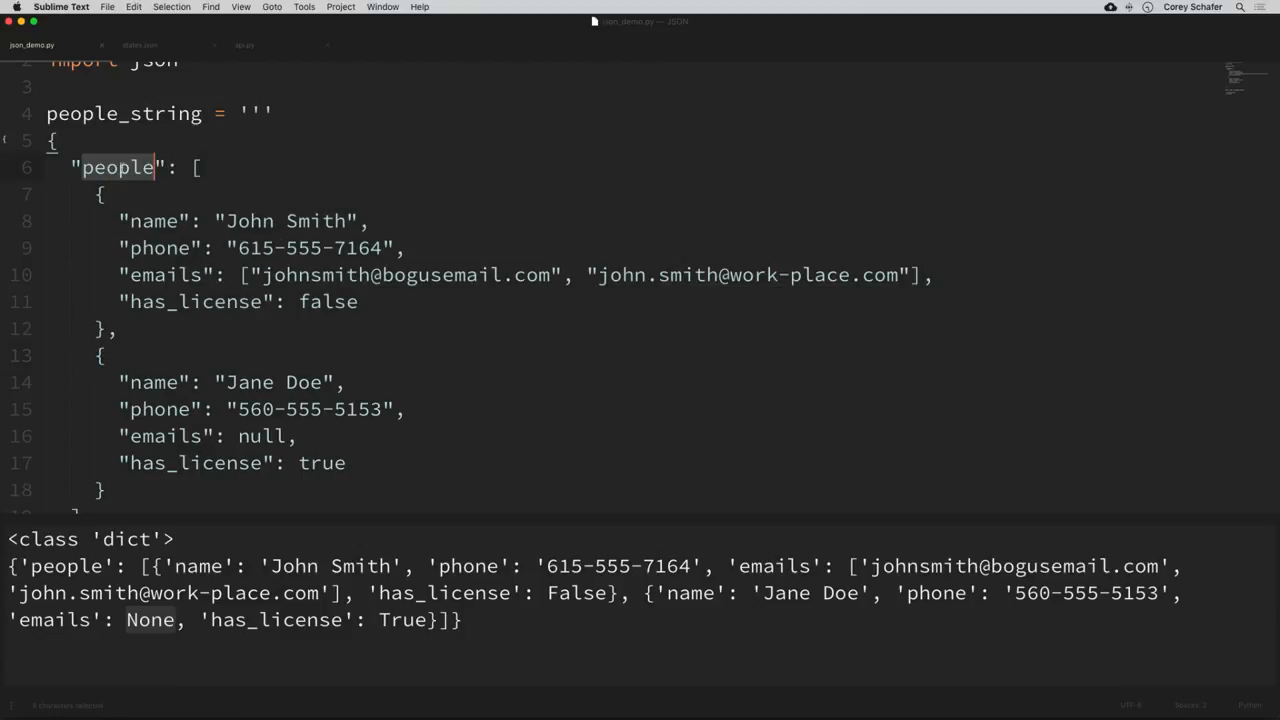 Sublime Text File Edit Selection Find View Goto Tools Project Window Help Corey Schafer
json_demo.py — JSON
json_demo.py states.json api.py
2 import json
3
4 people_string = '''
5 {
6 "people": [
7 {
8 "name": "John Smith",
9 "phone": "615-555-7164",
10 "emails": ["johnsmith@bogusemail.com", "john.smith@work-place.com"],
11 "has_license": false
12 },
13 {
14 "name": "Jane Doe",
15 "phone": "560-555-5153",
16 "emails": null,
17 "has_license": true
18 }
19 ]
<class 'dict'>
{'people': [{'name': 'John Smith', 'phone': '615-555-7164', 'emails': ['johnsmith@bogusemail.com',
'john.smith@work-place.com'], 'has_license': False}, {'name': 'Jane Doe', 'phone': '560-555-5153',
'emails': None, 'has_license': True}]}
characters selected UTF-8 Spaces: 2 Python